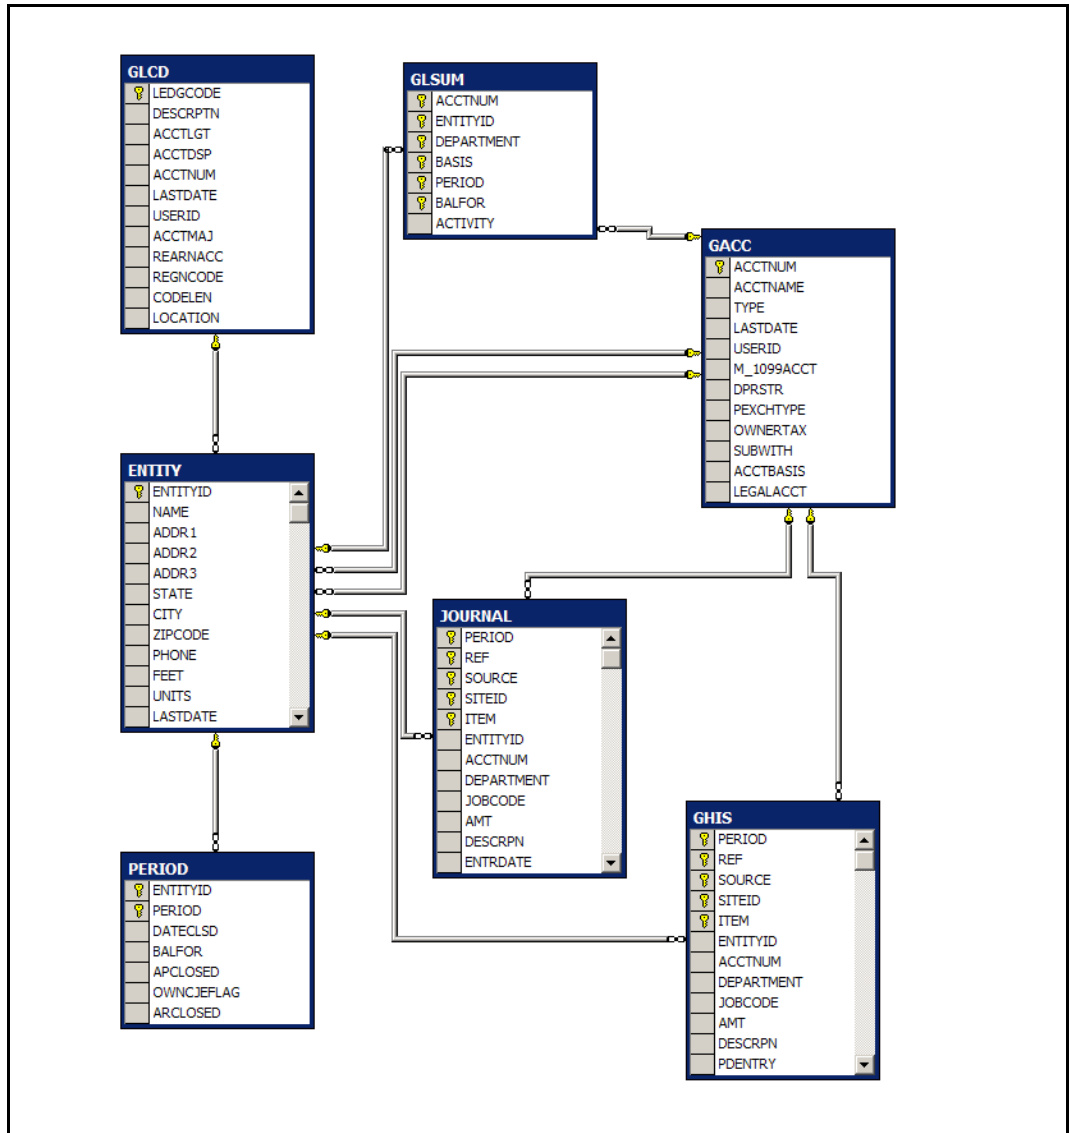 GLCD
LEDGCODE
DESCRPTN
ACCTLGT
ACCTDSP
ACCTNUM
LASTDATE
USERID
ACCTMAJ
REARNACC
REGNCODE
CODELEN
LOCATION
GLSUM
ACCTNUM
ENTITYID
DEPARTMENT
BASIS
PERIOD
BALFOR
ACTIVITY
GACC
ACCTNUM
ACCTNAME
TYPE
LASTDATE
USERID
M_1099ACCT
DPRSTR
PEXCHTYPE
OWNERTAX
SUBWITH
ACCTBASIS
LEGALACCT
ENTITY
ENTITYID
NAME
ADDR1
ADDR2
ADDR3
STATE
CITY
ZIPCODE
PHONE
FEET
UNITS
LASTDATE
JOURNAL
PERIOD
REF
SOURCE
SITEID
ITEM
ENTITYID
ACCTNUM
DEPARTMENT
JOBCODE
AMT
DESCRPN
ENTRDATE
GHIS
PERIOD
REF
SOURCE
SITEID
ITEM
ENTITYID
ACCTNUM
DEPARTMENT
JOBCODE
AMT
DESCRPN
PDENTRY
PERIOD
ENTITYID
PERIOD
DATECLSD
BALFOR
APCLOSED
OWNCJEFLAG
ARCLOSED